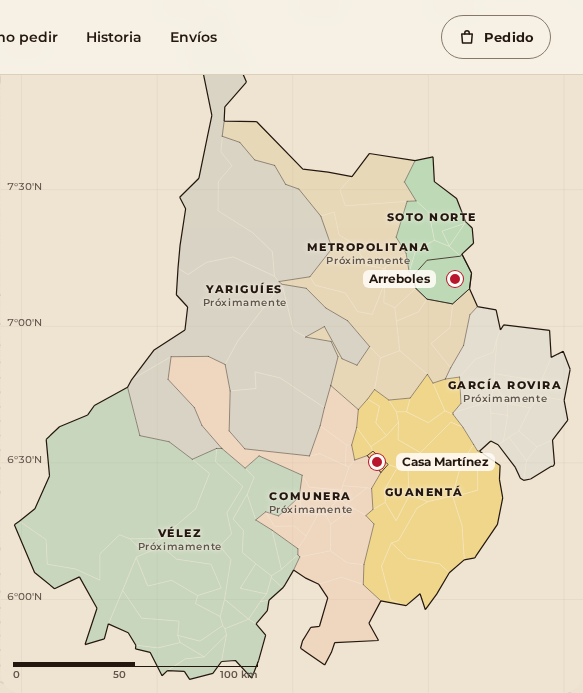 no pedir Historia Envíos Pedido
7°30'N
SOTO NORTE
METROPOLITANA
Próximamente
Arreboles
YARIGUÍES
Próximamente
7°00'N
GARCÍA ROVIRA
Próximamente
6°30'N
Casa Martínez
GUANENTÁ
COMUNERA
Próximamente
VÉLEZ
Próximamente
6°00'N
0 50 100 km